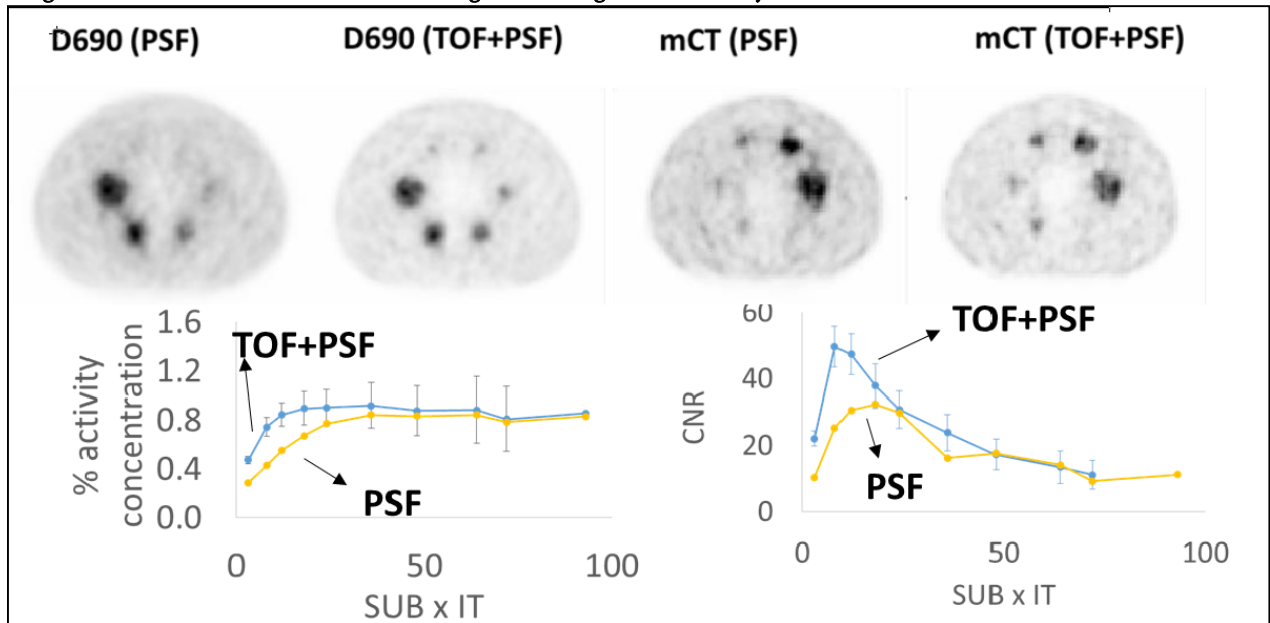 D690 (PSF)
D690 (TOF+PSF)
mCT (PSF)
mCT (TOF+PSF)
% activity
concentration
1.6
1.2
0.8
0.4
0.0
TOF+PSF
PSF
0
50
100
SUB x IT
CNR
60
40
20
0
TOF+PSF
PSF
0
50
100
SUB x IT